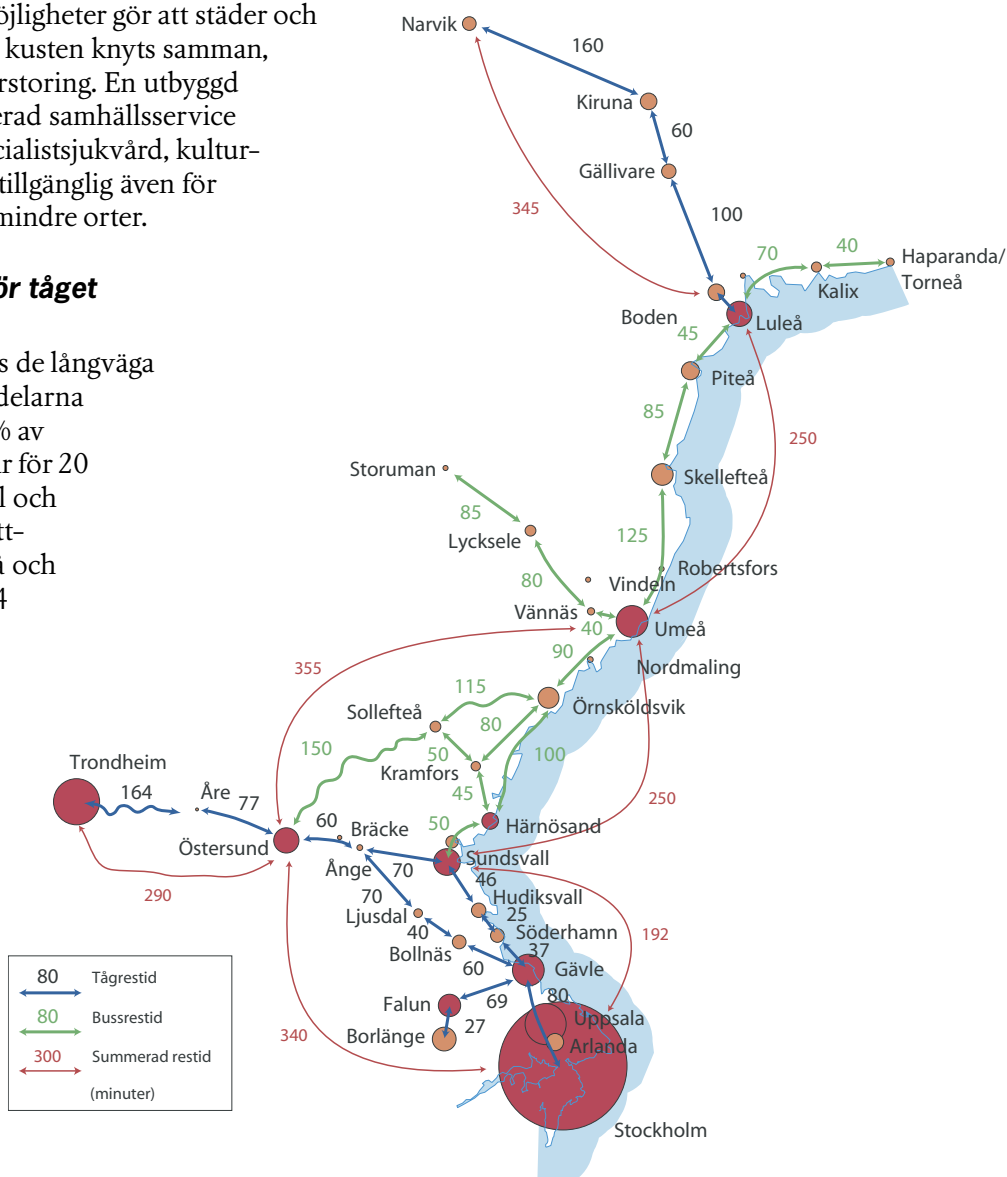 öjligheter gör att städer och
kusten knyts samman,
rstoring. En utbyggd
erad samhällsservice
cialistsjukvård, kultur-
tillgänglig även för
mindre orter.
ör tåget
s de långväga
delarna
% av
r för 20
l och
tt-
å och
4
Narvik
160
Kiruna
60
Gällivare
345
100
70
40
Haparanda/
Torneå
Kalix
Boden
Luleå
45
Piteå
85
250
Storuman
Skellefteå
85
Lycksele
125
80
Robertsfors
Vindeln
Vännäs
40
Umeå
90
355
Nordmaling
115
Sollefteå
Örnsköldsvik
80
150
50
100
Trondheim
Kramfors
164
Åre
77
45
250
60
Bräcke
50
Härnösand
Östersund
Sundsvall
Ånge
70
46
290
70
Hudiksvall
Ljusdal
25
40
Söderhamn
192
Bollnäs
37
60
Gävle
80
Tågrestid
69
80
Falun
Uppsala
80
Bussrestid
27
Borlänge
Arlanda
340
300
Summerad restid
(minuter)
Stockholm